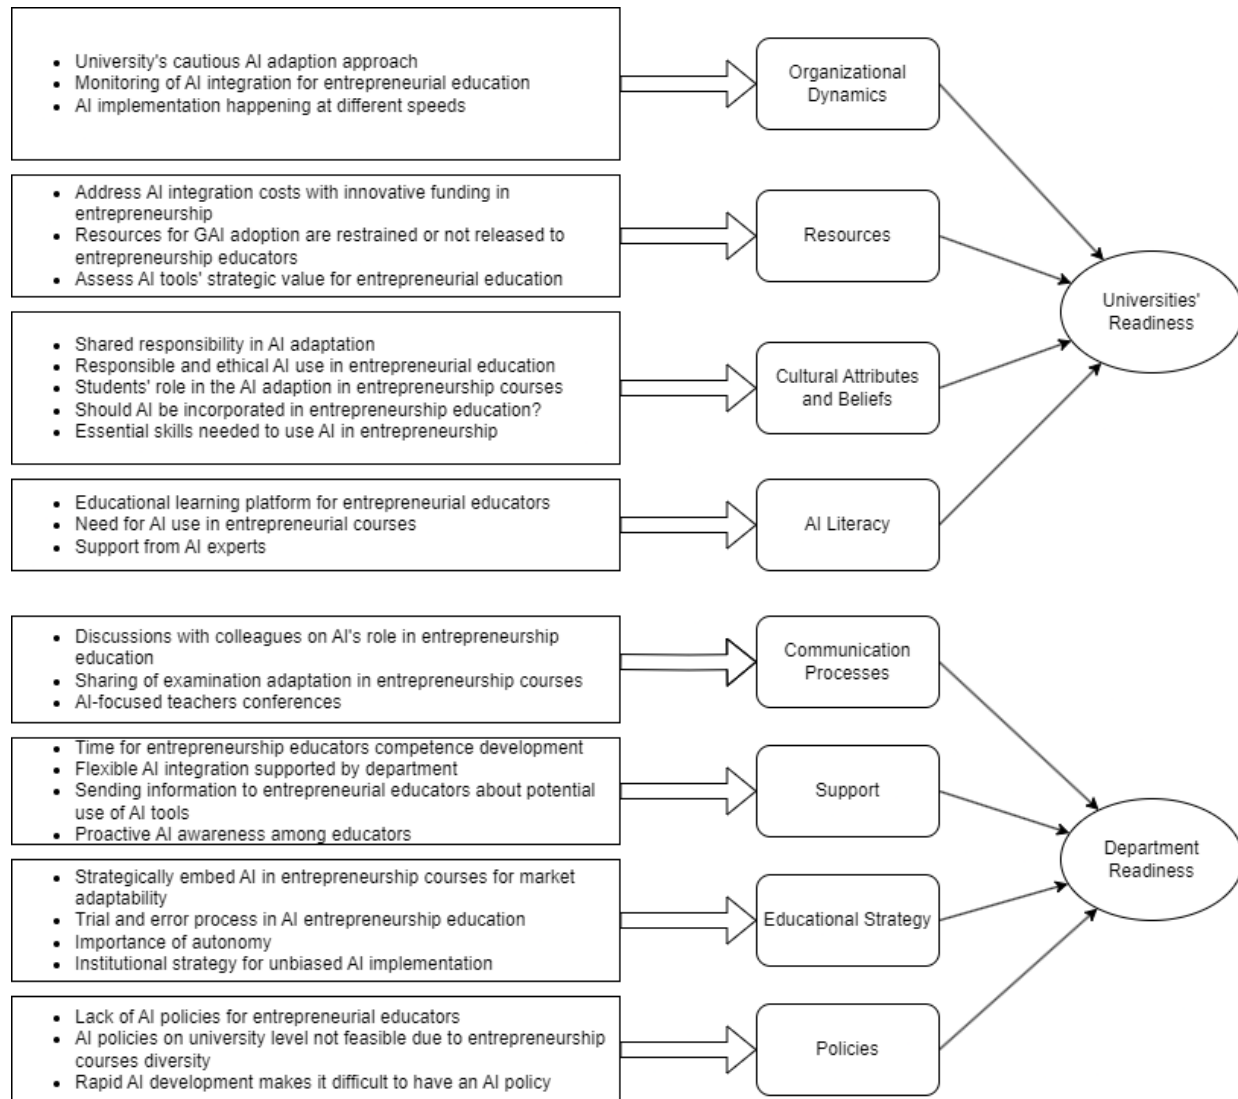 • University's cautious AI adaption approach
• Monitoring of AI integration for entrepreneurial education
• AI implementation happening at different speeds
Organizational
Dynamics
• Address AI integration costs with innovative funding in
entrepreneurship
• Resources for GAI adoption are restrained or not released to
entrepreneurship educators
• Assess AI tools' strategic value for entrepreneurial education
Resources
• Shared responsibility in AI adaptation
• Responsible and ethical AI use in entrepreneurial education
• Students' role in the AI adaption in entrepreneurship courses
• Should AI be incorporated in entrepreneurship education?
• Essential skills needed to use AI in entrepreneurship
Cultural Attributes
and Beliefs
• Educational learning platform for entrepreneurial educators
• Need for AI use in entrepreneurial courses
• Support from AI experts
AI Literacy
Universities'
Readiness
• Discussions with colleagues on AI's role in entrepreneurship
education
• Sharing of examination adaptation in entrepreneurship courses
• AI-focused teachers conferences
Communication
Processes
• Time for entrepreneurship educators competence development
• Flexible AI integration supported by department
• Sending information to entrepreneurial educators about potential
use of AI tools
• Proactive AI awareness among educators
Support
• Strategically embed AI in entrepreneurship courses for market
adaptability
• Trial and error process in AI entrepreneurship education
• Importance of autonomy
• Institutional strategy for unbiased AI implementation
Educational Strategy
• Lack of AI policies for entrepreneurial educators
• AI policies on university level not feasible due to entrepreneurship
courses diversity
• Rapid AI development makes it difficult to have an AI policy
Policies
Department
Readiness